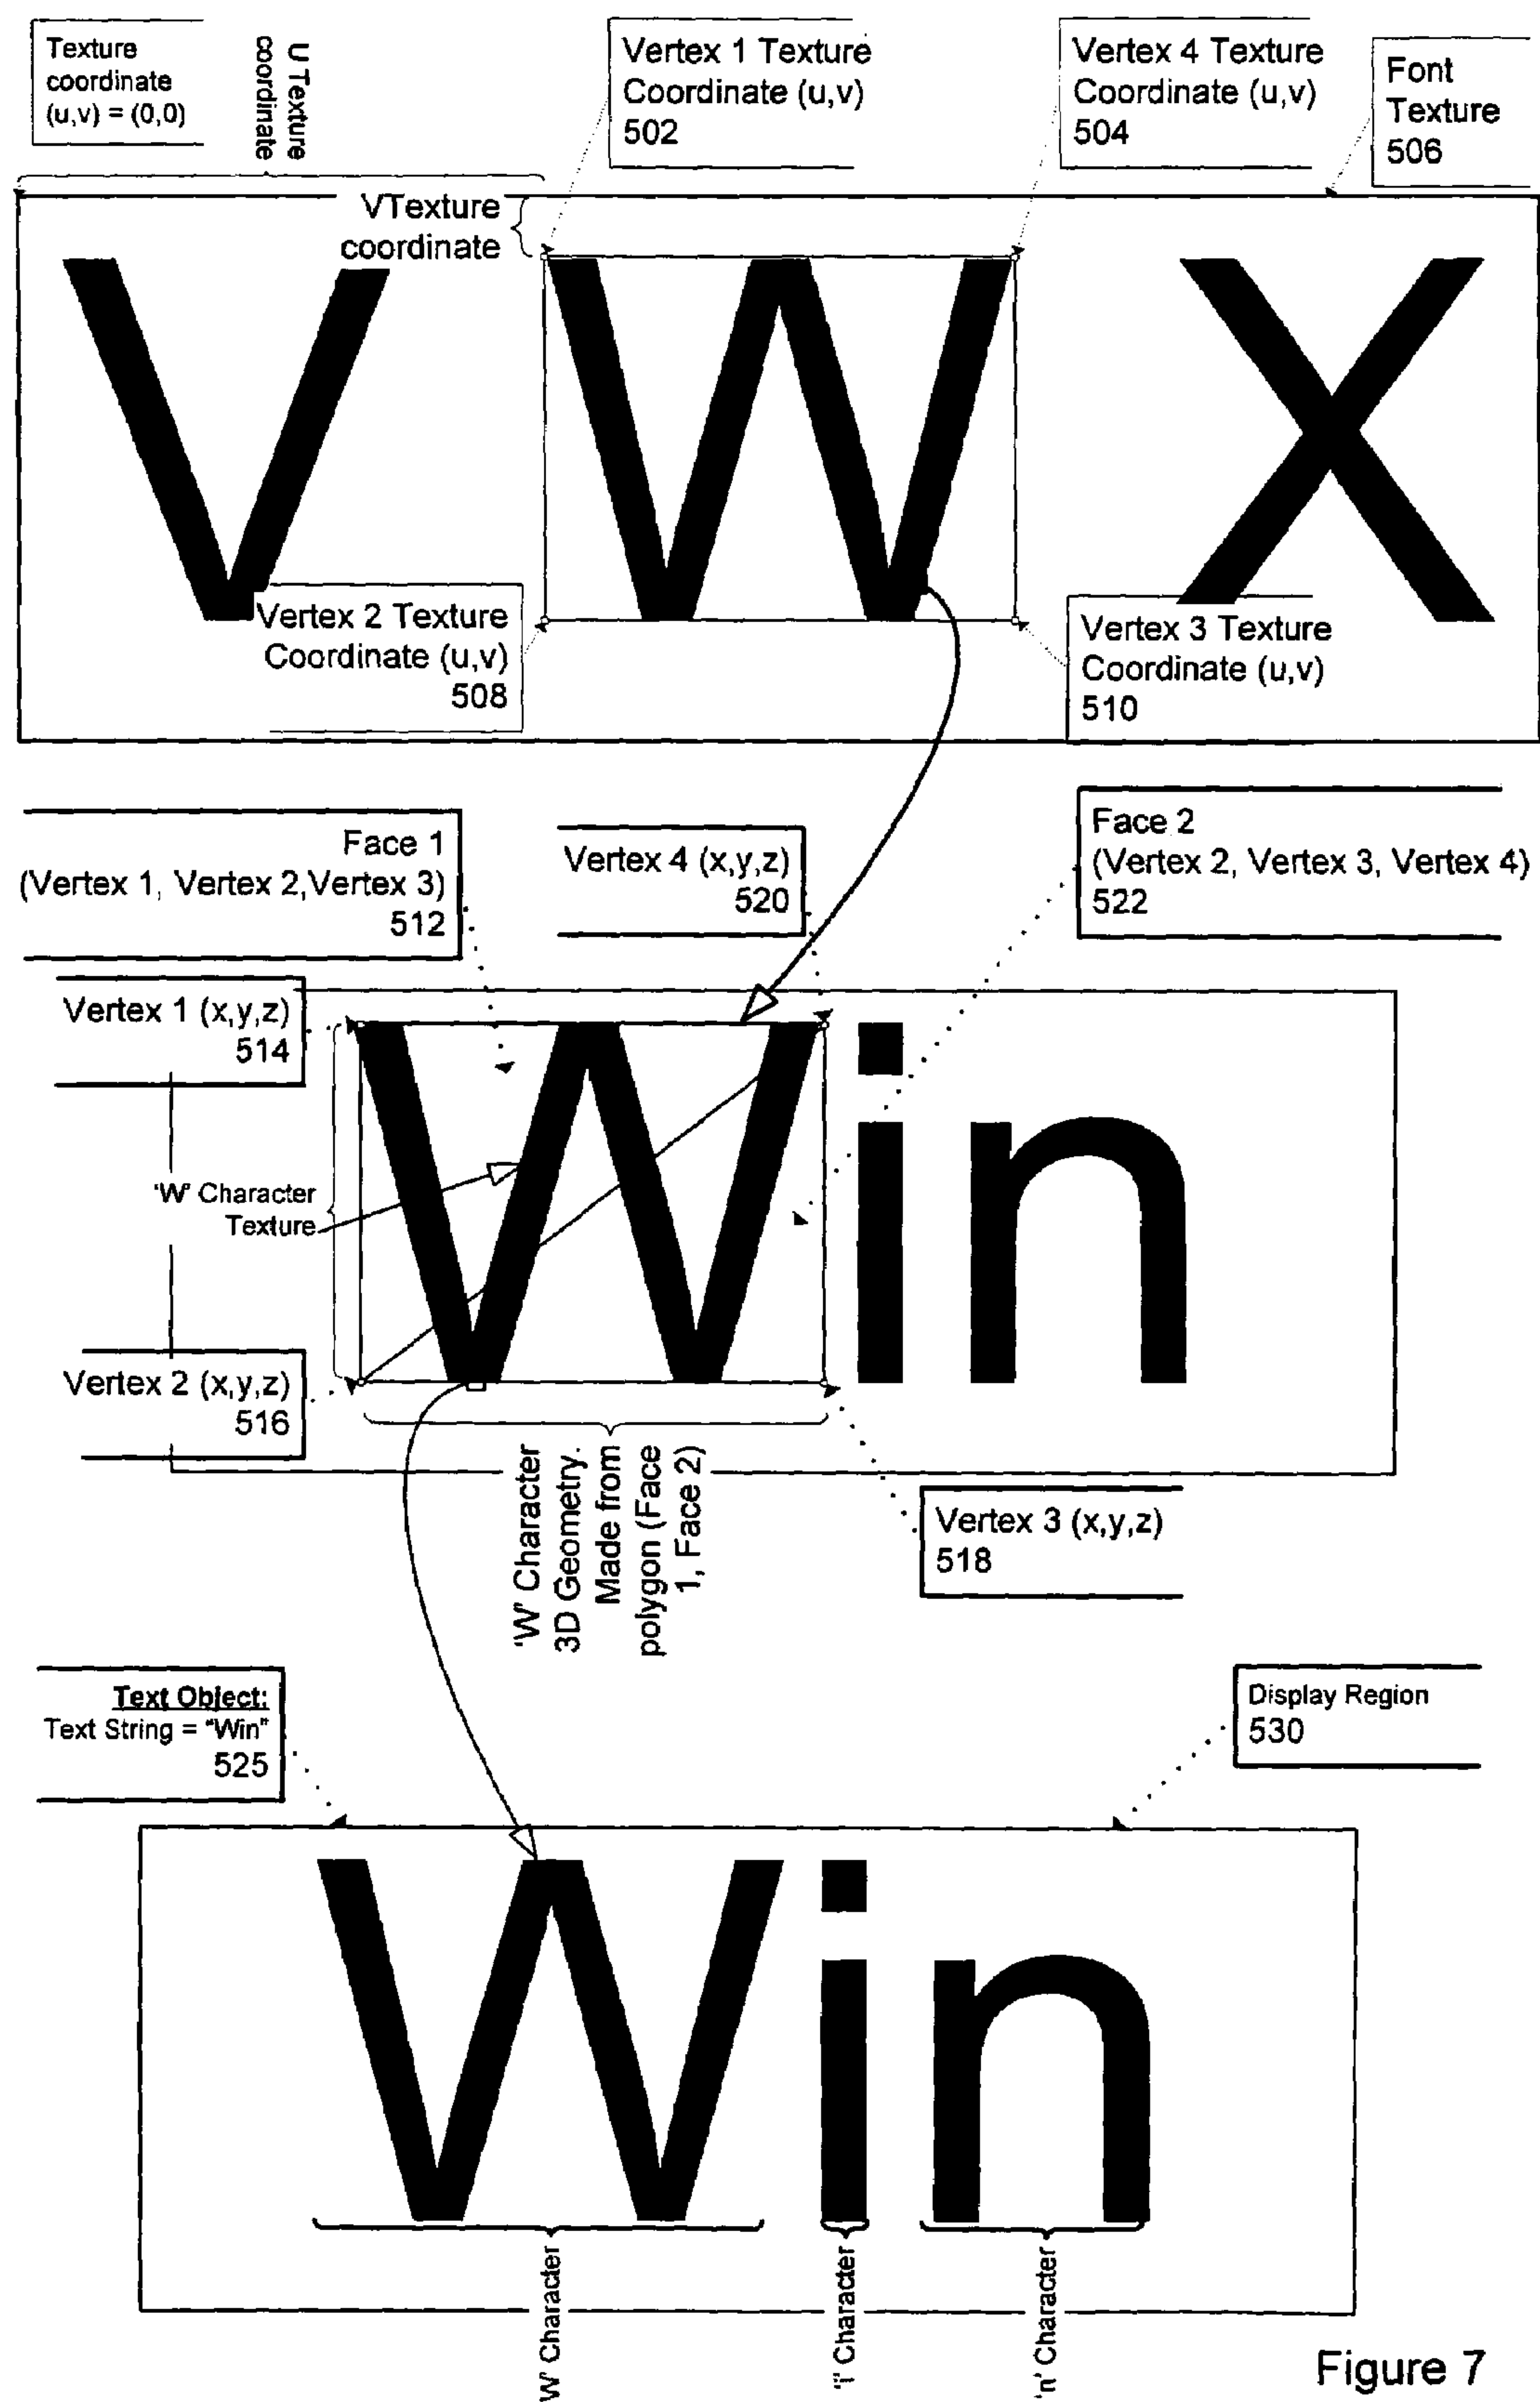 Texture
coordinate
(u,v) = (0,0)
U Texture
coordinate
Vertex 1 Texture
Coordinate (u,v)
502
Vertex 4 Texture
Coordinate (u,v)
504
Font
Texture
506
VTexture
coordinate
V W X
Vertex 2 Texture
Coordinate (u,v)
508
Vertex 3 Texture
Coordinate (u,v)
510
Face 1
(Vertex 1, Vertex 2,Vertex 3)
512
Vertex 4 (x,y,z)
520
Face 2
(Vertex 2, Vertex 3, Vertex 4)
522
Vertex 1 (x,y,z)
514
Win
'W' Character
Texture
Vertex 2 (x,y,z)
516
'W' Character
3D Geometry.
Made from
polygon (Face
1, Face 2)
Vertex 3 (x,y,z)
518
Text Object:
Text String = "Win"
525
Display Region
530
Win
W' Character
'i' Character
'n' Character
Figure 7